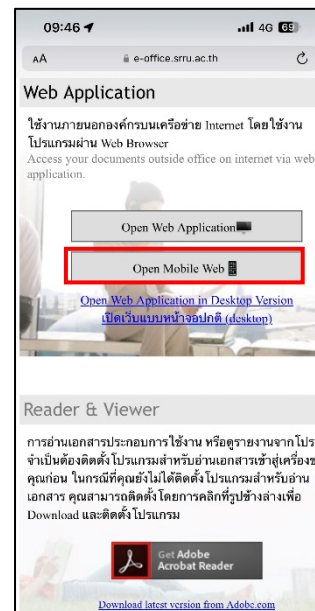 09:46
4G 69
AA e-office.srru.ac.th
Web Application
ใช้งานภายนอกองค์กรบนเครือข่าย Internet โดยใช้งาน
โปรแกรมผ่าน Web Browser
Access your documents outside office on internet via web
application.
Open Web Application
Open Mobile Web
Open Web Application in Desktop Version
เปิดเว็บแบบหน้าจอปกติ (desktop)
Reader & Viewer
การอ่านเอกสารประกอบการใช้งาน หรือดูรายงานจากโปร
จำเป็นต้องติดตั้งโปรแกรมสำหรับอ่านเอกสารเข้าสู่เครื่องข
คุณก่อน ในกรณีที่คุณยังไม่ได้ติดตั้งโปรแกรมสำหรับอ่าน
เอกสาร คุณสามารถติดตั้งโดยการคลิกที่รูปข้างล่างเพื่อ
Download และติดตั้งโปรแกรม
Get Adobe
Acrobat Reader
Download latest version from Adobe.com